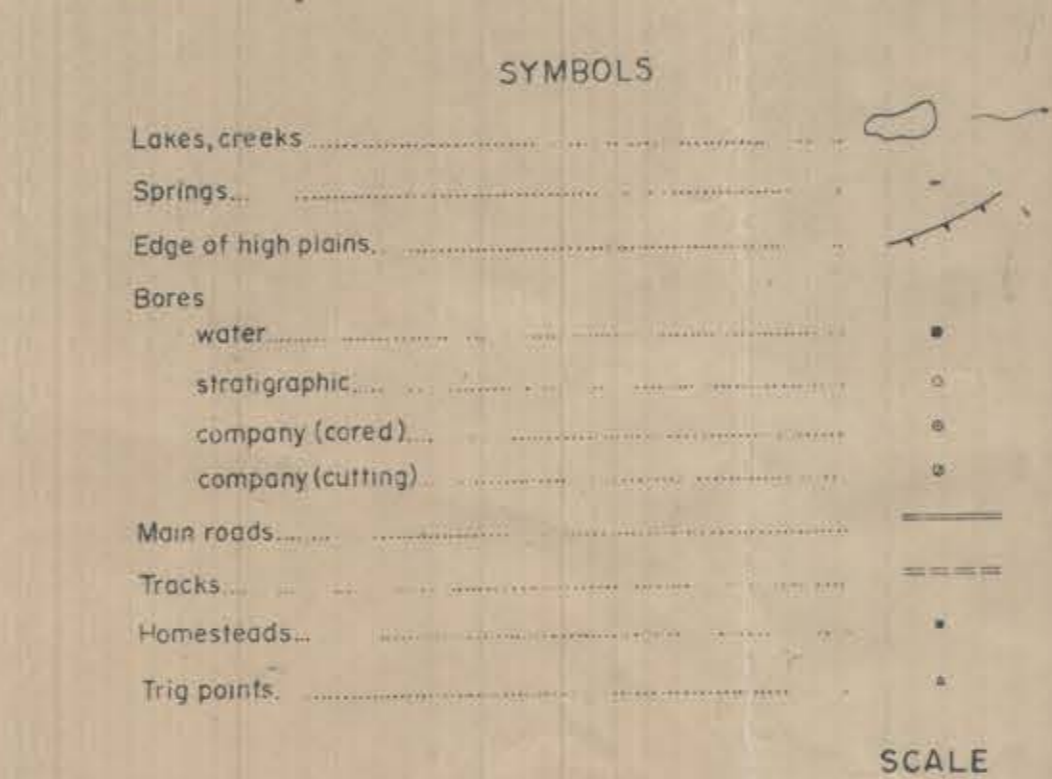 SYMBOLS
Lakes, creeks
Springs
Edge of high plains
Bores
water
stratigraphic
company (cored)
company (cutting)
Main roads
Tracks
Homesteads
Trig points
SCALE